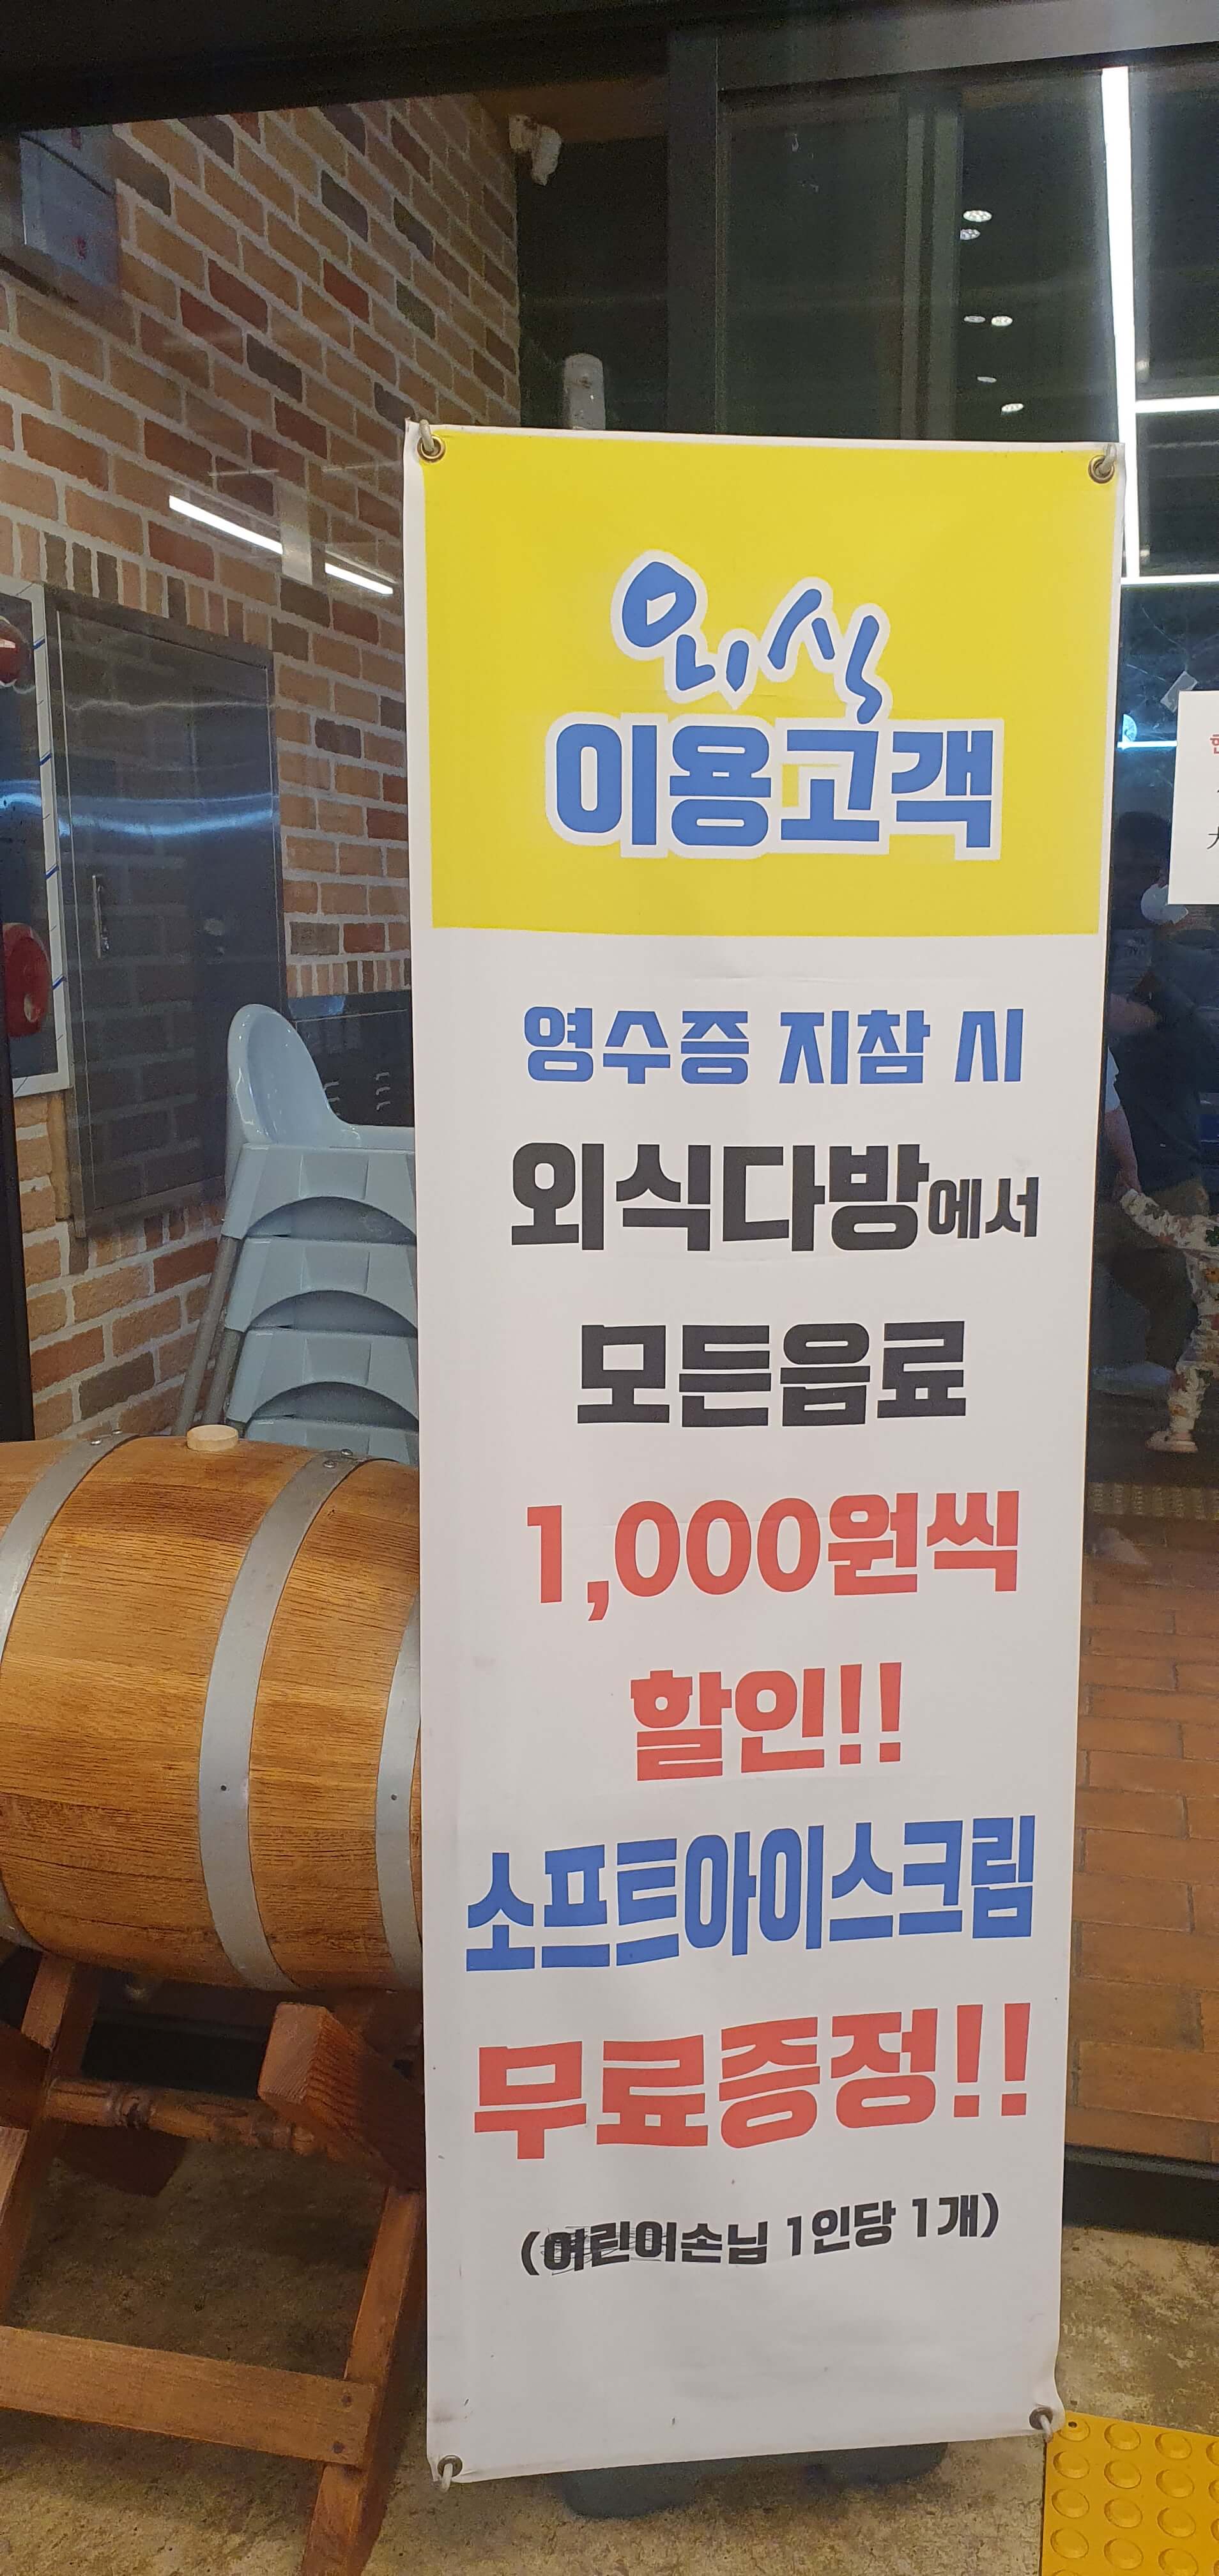 외식
이용고객
영수증 지참 시
외식다방에서
모든음료
1,000원씩
할인!!
소프트아이스크림
무료증정!!
(어린이손님 1인당 1개)